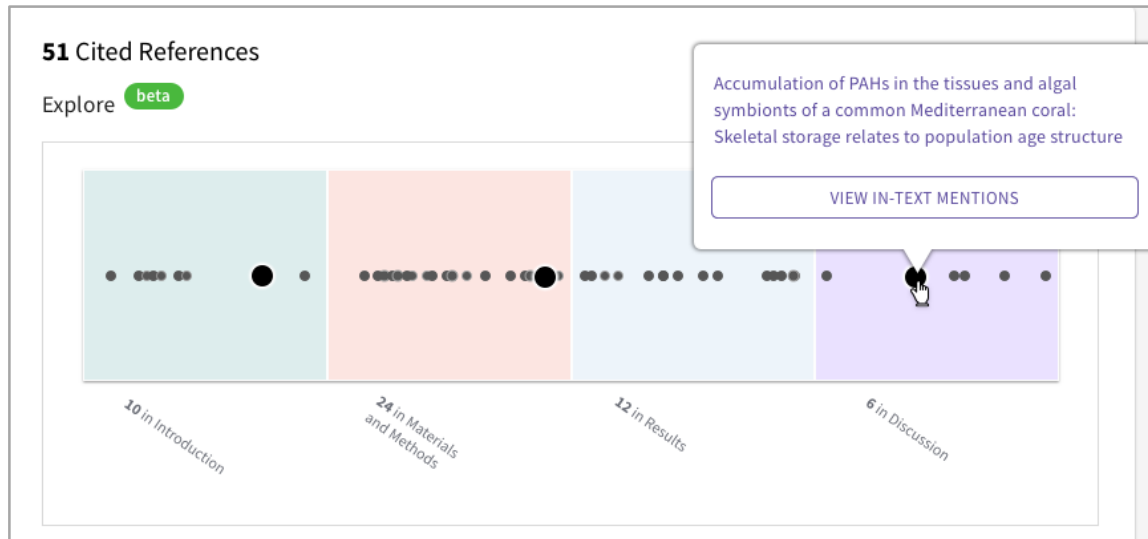 51 Cited References
Explore beta
Accumulation of PAHs in the tissues and algal
symbionts of a common Mediterranean coral:
Skeletal storage relates to population age structure
VIEW IN-TEXT MENTIONS
10 in Introduction
24 in Materials
and Methods
12 in Results
6 in Discussion